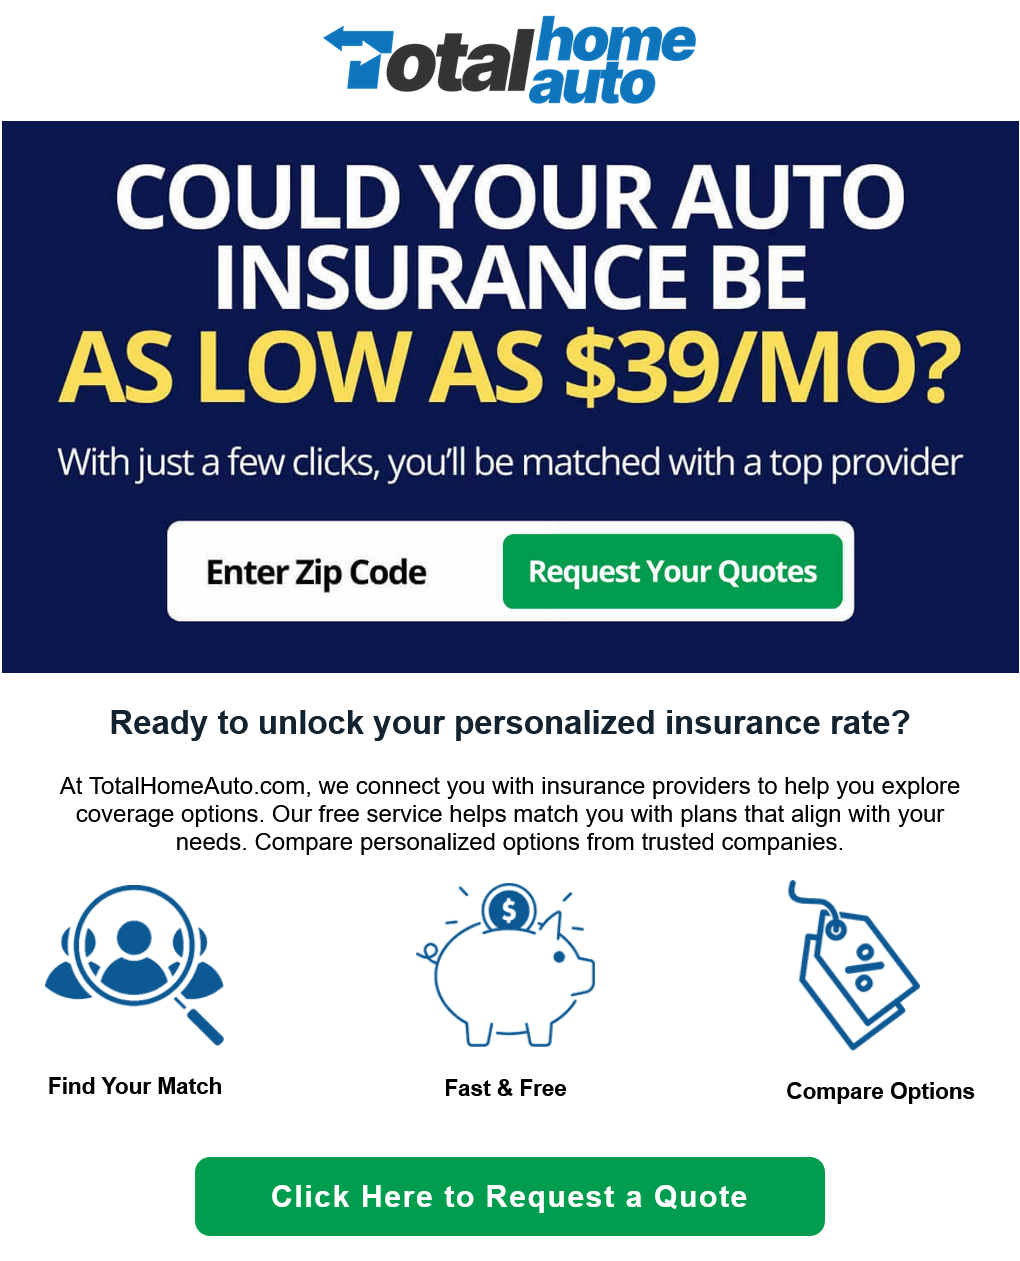 Total home
auto
COULD YOUR AUTO
INSURANCE BE
AS LOW AS $39/MO?
With just a few clicks, you'll be matched with a top provider
Enter Zip Code Request Your Quotes
Ready to unlock your personalized insurance rate?
At TotalHomeAuto.com, we connect you with insurance providers to help you explore
coverage options. Our free service helps match you with plans that align with your
needs. Compare personalized options from trusted companies.
$
%
Find Your Match
Fast & Free
Compare Options
Click Here to Request a Quote